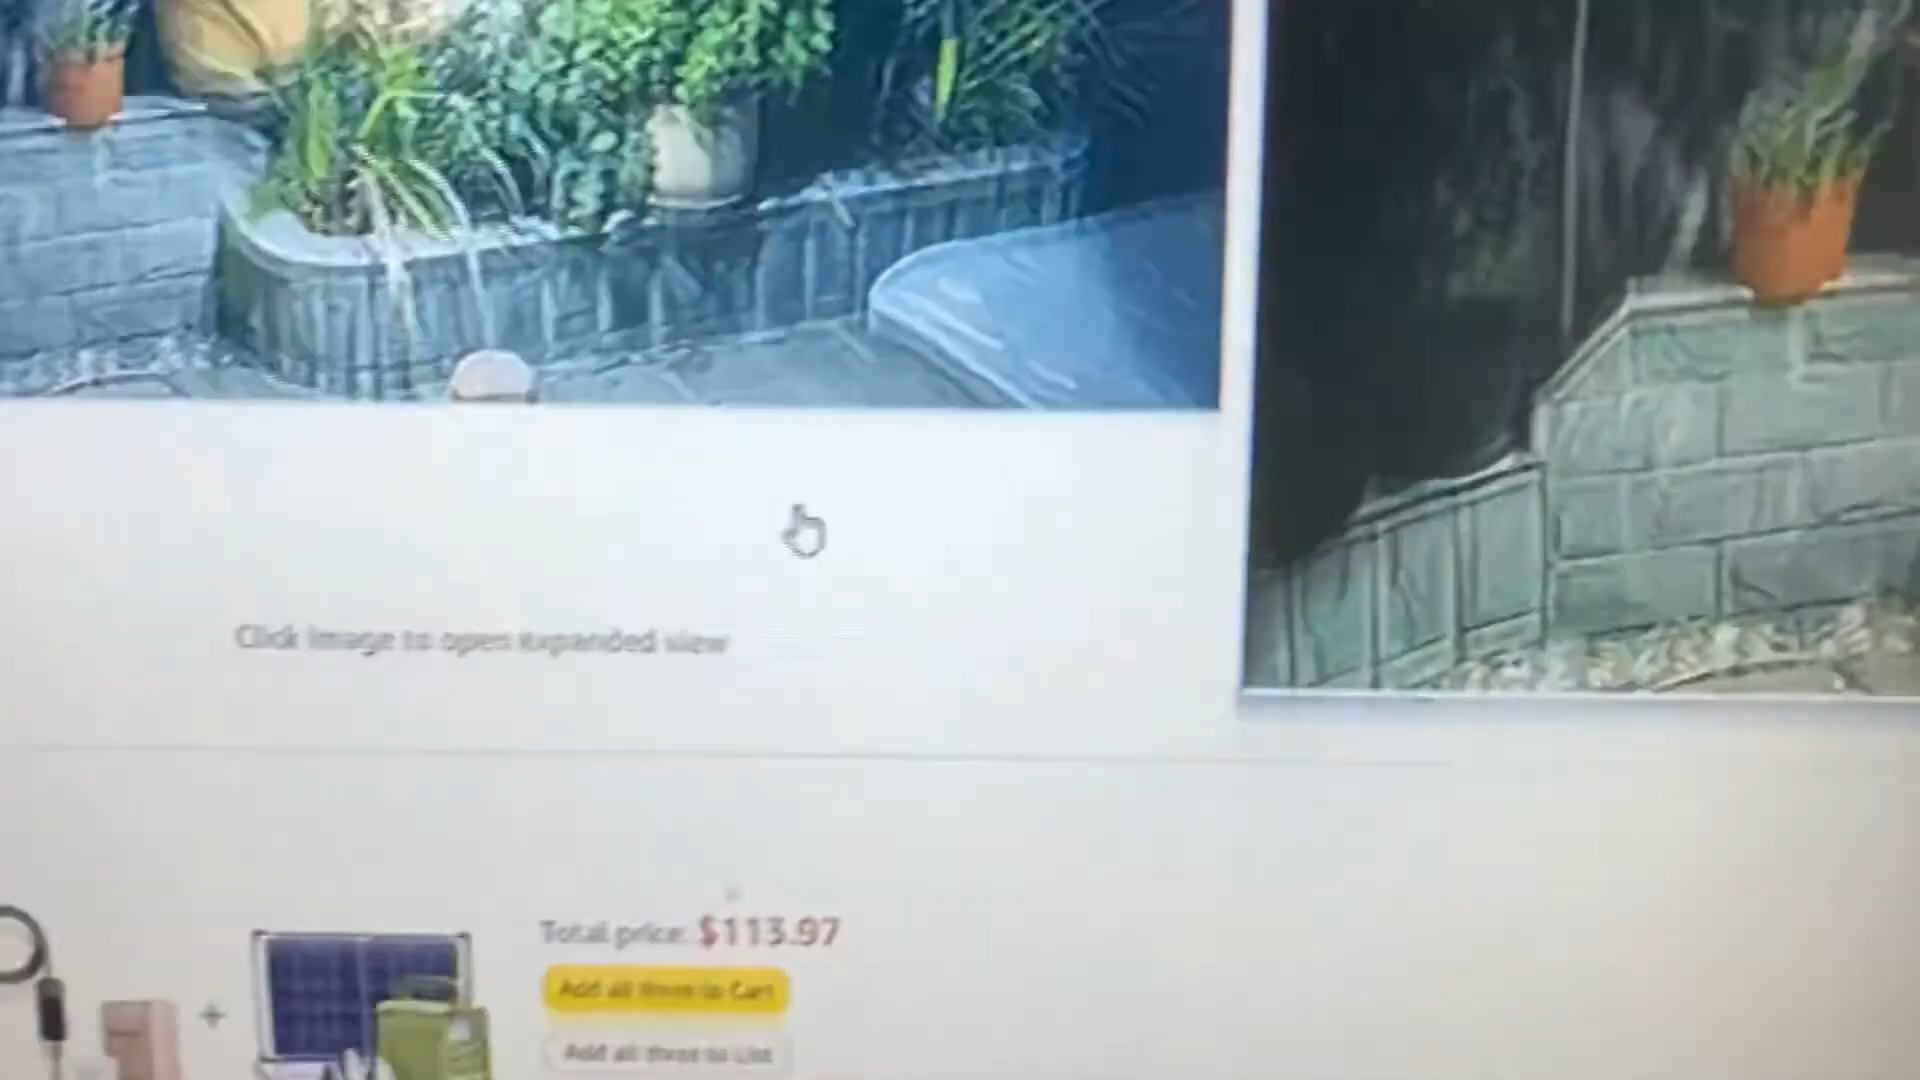 Click image to open expanded view
Total price: $113.97
Add all three to Cart
Add all three to List